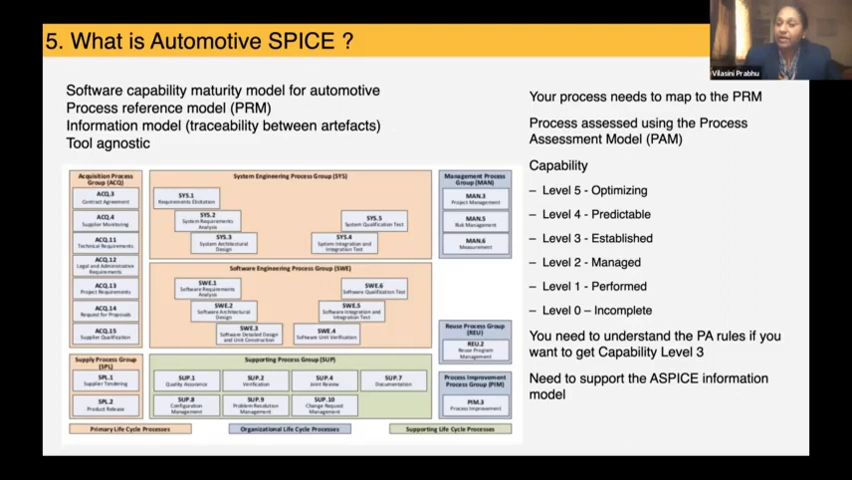 5. What is Automotive SPICE ?
Vilasini Prabhu
Software capability maturity model for automotive
Process reference model (PRM)
Information model (traceability between artefacts)
Tool agnostic
Acquisition Process
Group (ACQ)
ACQ.3
Contract Agreement
ACQ.4
Supplier Monitoring
ACQ.11
Technical Requirements
ACQ.12
Legal and Administrative
Requirements
ACQ.13
Project Requirements
ACQ.14
Request for Proposals
ACQ.15
Supplier Qualification
System Engineering Process Group (SYS)
SYS.1
Requirements Elicitation
SYS.2
System Requirements
Analysis
SYS.3
System Architectural
Design
SYS.5
System Qualification Test
SYS.4
System Integration and
Integration Test
Software Engineering Process Group (SWE)
SWE.1
Software Requirements
Analysis
SWE.2
Software Architectural
Design
SWE.3
Software Detailed Design
and Unit Construction
SWE.6
Software Qualification Test
SWE.5
Software Integration and
Integration Test
SWE.4
Software Unit Verification
Management Process
Group (MAN)
MAN.3
Project Management
MAN.5
Risk Management
MAN.6
Measurement
Reuse Process Group
(REU)
REU.2
Reuse Program
Management
Supply Process Group
(SPL)
SPL.1
Supplier Tendering
SPL.2
Product Release
Supporting Process Group (SUP)
SUP.1
Quality Assurance
SUP.2
Verification
SUP.4
Joint Review
SUP.7
Documentation
SUP.8
Configuration
Management
SUP.9
Problem Resolution
Management
SUP.10
Change Request
Management
Process Improvement
Process Group (PIM)
PIM.3
Process Improvement
Primary Life Cycle Processes
Organizational Life Cycle Processes
Supporting Life Cycle Processes
Your process needs to map to the PRM
Process assessed using the Process
Assessment Model (PAM)
Capability
– Level 5 - Optimizing
– Level 4 - Predictable
– Level 3 - Established
– Level 2 - Managed
– Level 1 - Performed
– Level 0 – Incomplete
You need to understand the PA rules if you
want to get Capability Level 3
Need to support the ASPICE information
model